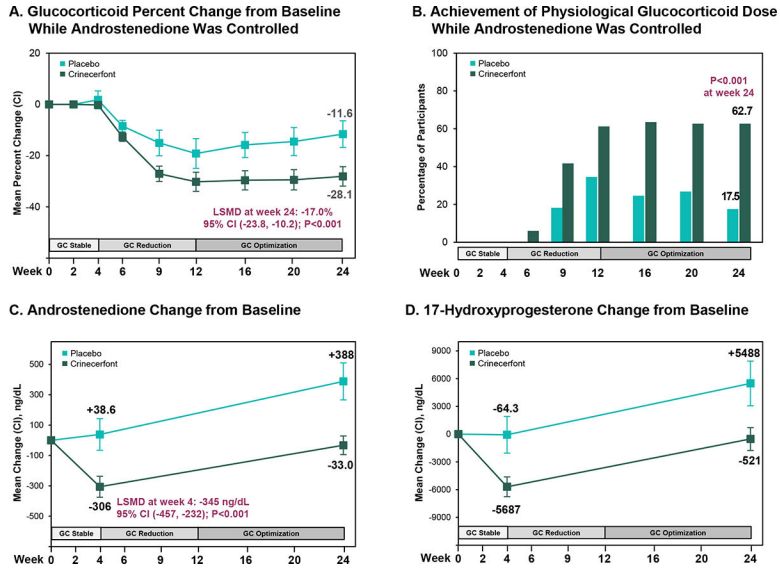 A. Glucocorticoid Percent Change from Baseline
While Androstenedione Was Controlled
Placebo
Crinecerfont
Mean Percent Change (CI)
20
0
-20
-40
-60
-11.6
-28.1
LSMD at week 24: -17.0%
95% CI (-23.8, -10.2); P<0.001
GC Stable
GC Reduction
GC Optimization
Week 0 2 4 6 9 12 16 20 24
B. Achievement of Physiological Glucocorticoid Dose
While Androstenedione Was Controlled
Placebo
Crinecerfont
Percentage of Participants
100
80
60
40
20
0
P<0.001
at week 24
62.7
17.5
GC Stable
GC Reduction
GC Optimization
Week 0 2 4 6 9 12 16 20 24
C. Androstenedione Change from Baseline
Placebo
Crinecerfont
Mean Change (CI), ng/dL
500
300
100
-100
-300
-500
+38.6
+388
-306
-33.0
LSMD at week 4: -345 ng/dL
95% CI (-457, -232); P<0.001
GC Stable
GC Reduction
GC Optimization
Week 0 2 4 6 8 10 12 14 16 18 20 22 24
D. 17-Hydroxyprogesterone Change from Baseline
Placebo
Crinecerfont
Mean Change (CI), ng/dL
9000
6000
3000
0
-3000
-6000
-9000
-64.3
+5488
-5687
-521
GC Stable
GC Reduction
GC Optimization
Week 0 2 4 6 8 10 12 14 16 18 20 22 24